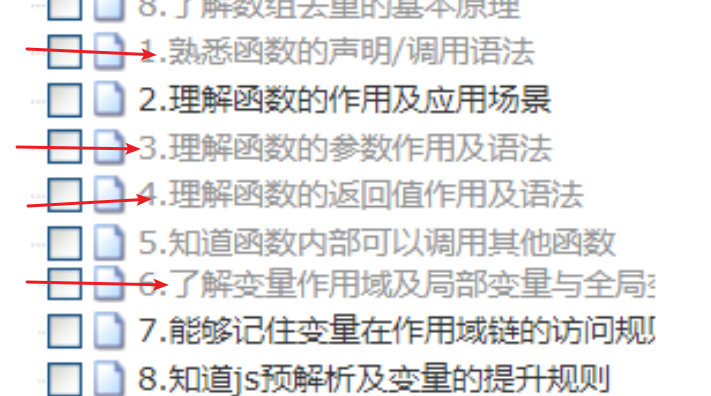 8.了解数组去重的基本原理
1.熟悉函数的声明/调用语法
2.理解函数的作用及应用场景
3.理解函数的参数作用及语法
4.理解函数的返回值作用及语法
5.知道函数内部可以调用其他函数
6.了解变量作用域及局部变量与全局
7.能够记住变量在作用域链的访问规
8.知道js预解析及变量的提升规则